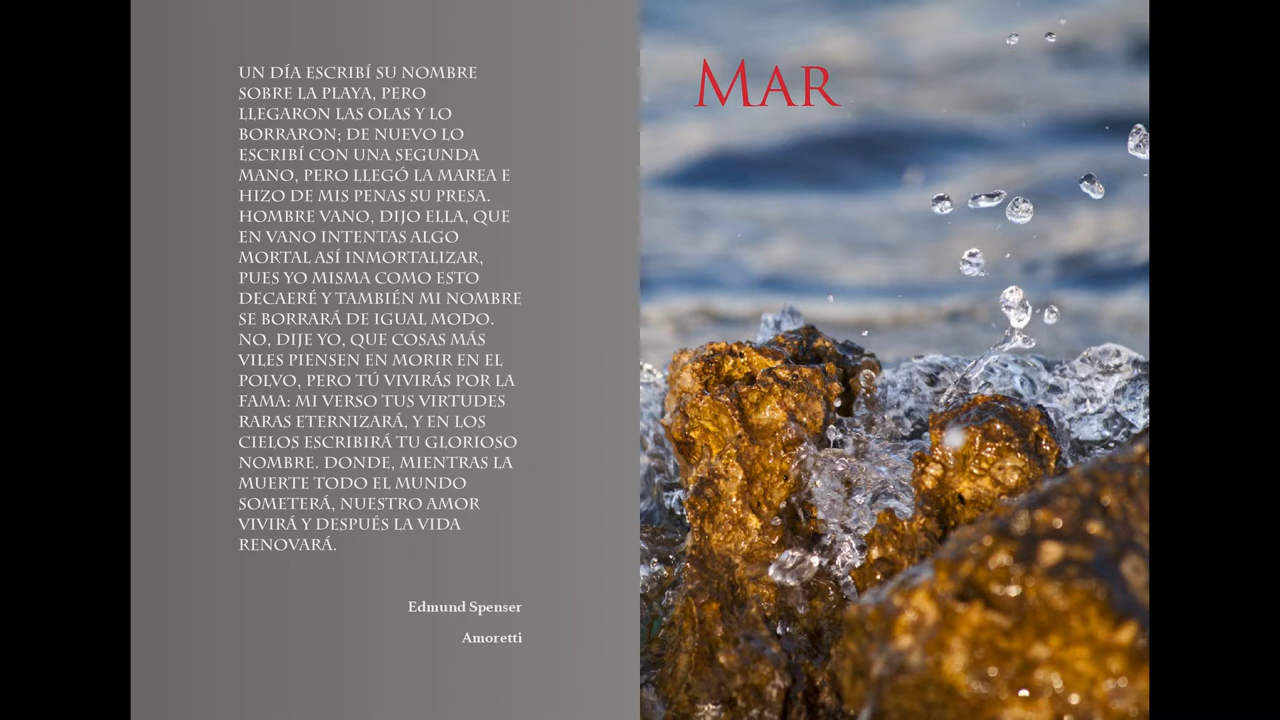 UN DÍA ESCRIBÍ SU NOMBRE
SOBRE LA PLAYA, PERO
LLEGARON LAS OLAS Y LO
BORRARON; DE NUEVO LO
ESCRIBÍ CON UNA SEGUNDA
MANO, PERO LLEGÓ LA MAREA E
HIZO DE MIS PENAS SU PRESA.
HOMBRE VANO, DIJO ELLA, QUE
EN VANO INTENTAS ALGO
MORTAL ASÍ INMORTALIZAR,
PUES YO MISMA COMO ESTO
DECAERÉ Y TAMBIÉN MI NOMBRE
SE BORRARÁ DE IGUAL MODO.
NO, DIJE YO, QUE COSAS MÁS
VILES PIENSEN EN MORIR EN EL
POLVO, PERO TÚ VIVIRÁS POR LA
FAMA: MI VERSO TUS VIRTUDES
RARAS ETERNIZARÁ, Y EN LOS
CIELOS ESCRIBIRÁ TU GLORIOSO
NOMBRE. DONDE, MIENTRAS LA
MUERTE TODO EL MUNDO
SOMETERÁ, NUESTRO AMOR
VIVIRÁ Y DESPUÉS LA VIDA
RENOVARÁ.
Edmund Spenser
Amoretti
MAR